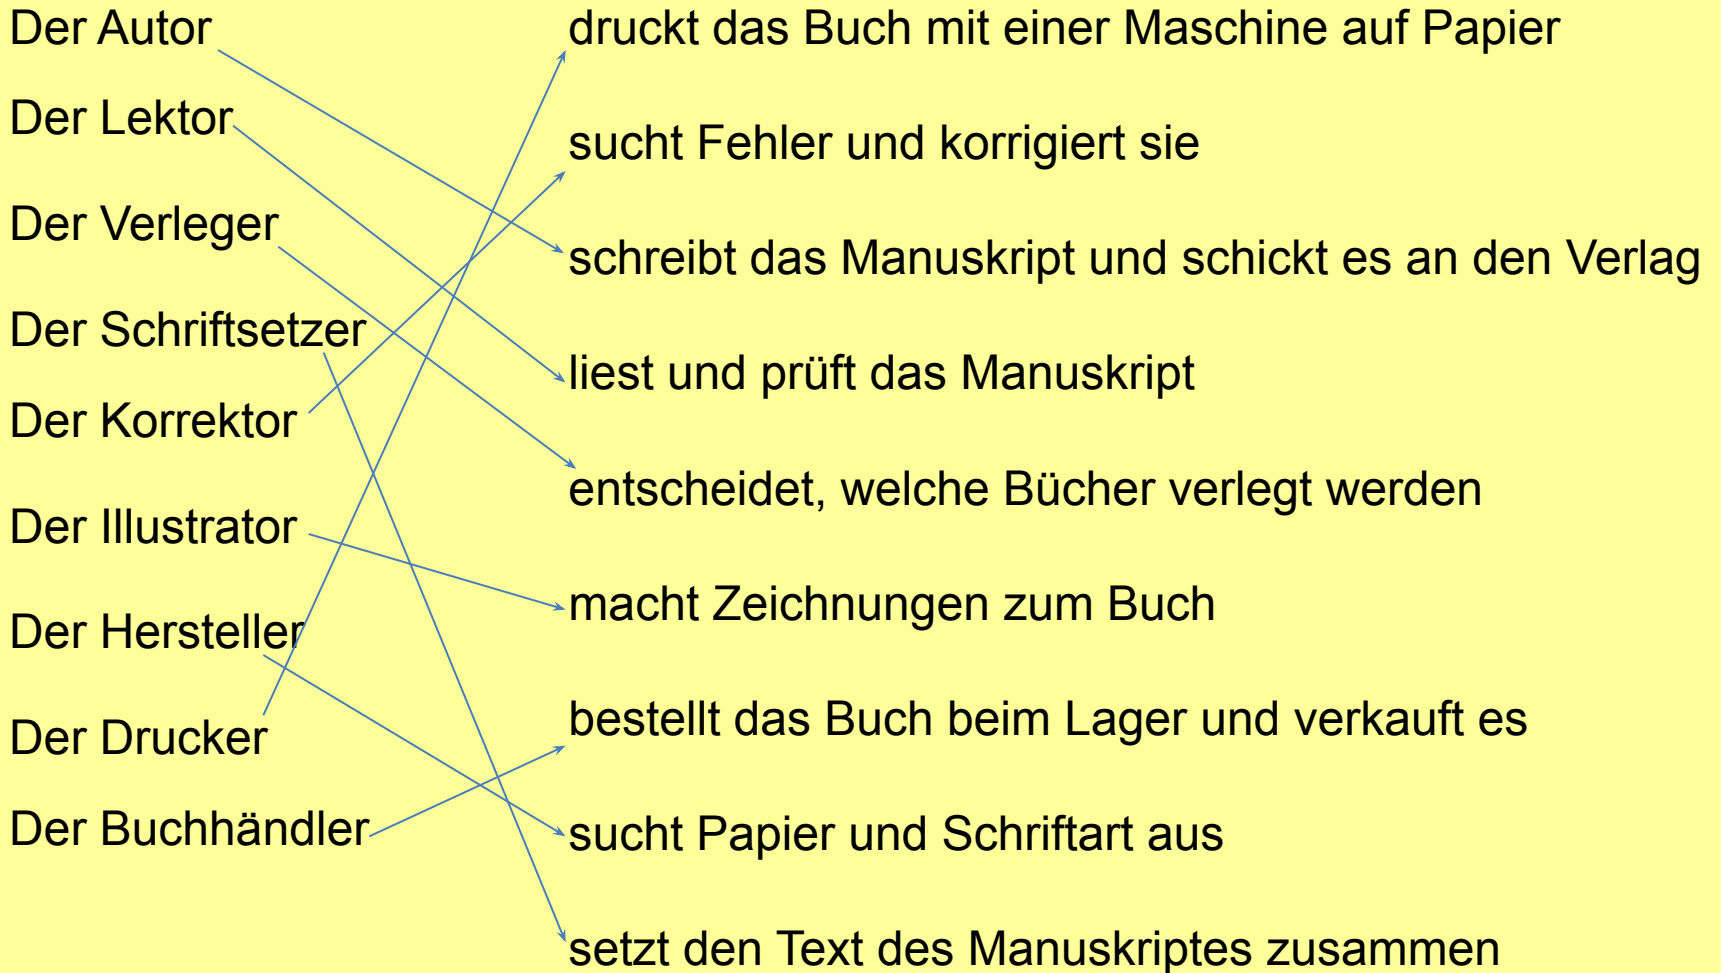 Der Autor
Der Lektor
Der Verleger
Der Schriftsetzer
Der Korrektor
Der Illustrator
Der Hersteller
Der Drucker
Der Buchhändler
druckt das Buch mit einer Maschine auf Papier
sucht Fehler und korrigiert sie
schreibt das Manuskript und schickt es an den Verlag
liest und prüft das Manuskript
entscheidet, welche Bücher verlegt werden
macht Zeichnungen zum Buch
bestellt das Buch beim Lager und verkauft es
sucht Papier und Schriftart aus
setzt den Text des Manuskriptes zusammen